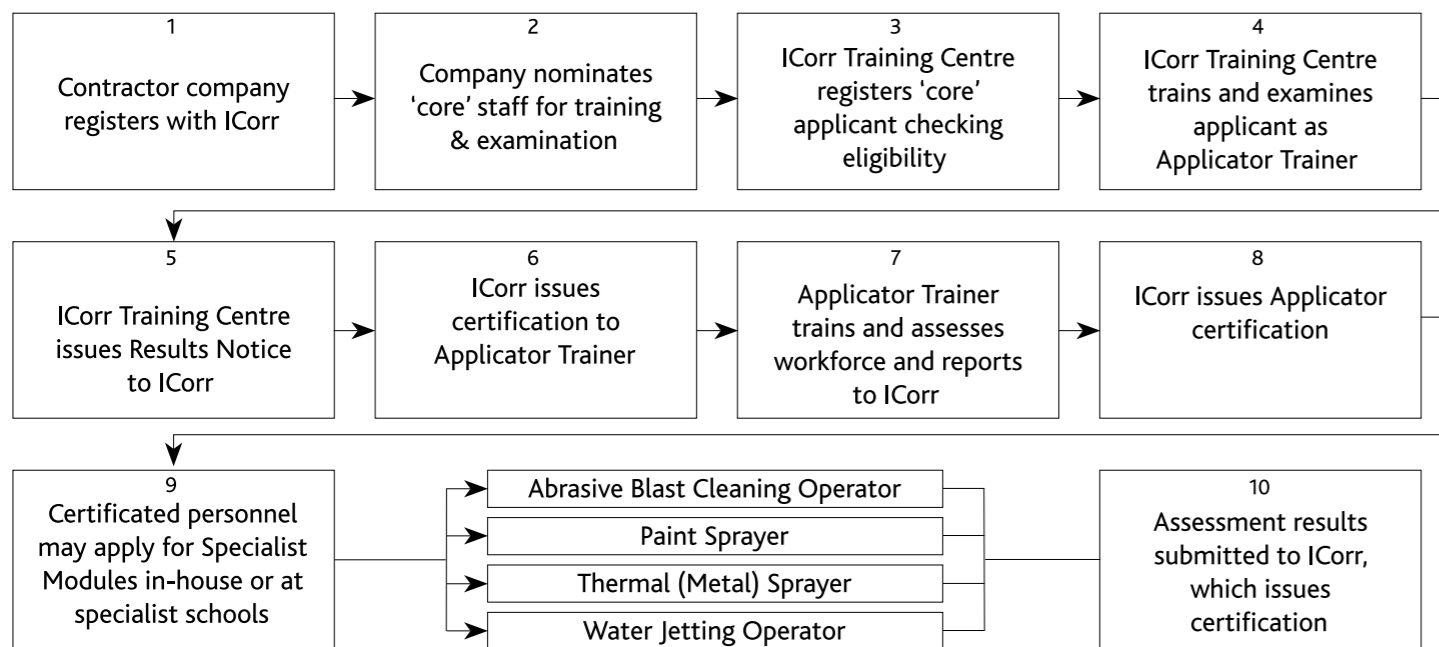 1
Contractor company
registers with ICorr
2
Company nominates
‘core’ staff for training
& examination
3
ICorr Training Centre
registers ‘core’
applicant checking
eligibility
4
ICorr Training Centre
trains and examines
applicant as
Applicator Trainer
5
ICorr Training Centre
issues Results Notice
to ICorr
6
ICorr issues
certification to
Applicator Trainer
7
Applicator Trainer
trains and assesses
workforce and reports
to ICorr
8
ICorr issues Applicator
certification
9
Certificated personnel
may apply for Specialist
Modules in-house or at
specialist schools
Abrasive Blast Cleaning Operator
Paint Sprayer
Thermal (Metal) Sprayer
Water Jetting Operator
10
Assessment results
submitted to ICorr,
which issues
certification